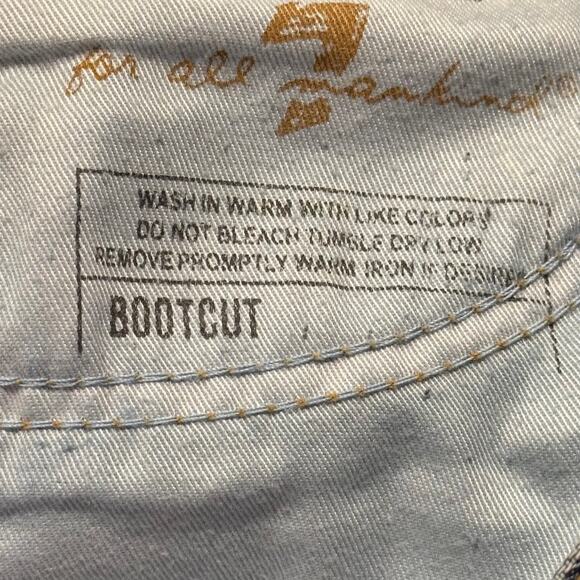 7
for all mankind®
WASH IN WARM WITH LIKE COLORS
DO NOT BLEACH TUMBLE DRY LOW
REMOVE PROMPTLY WARM IRON IF DESIRED
BOOTCUT